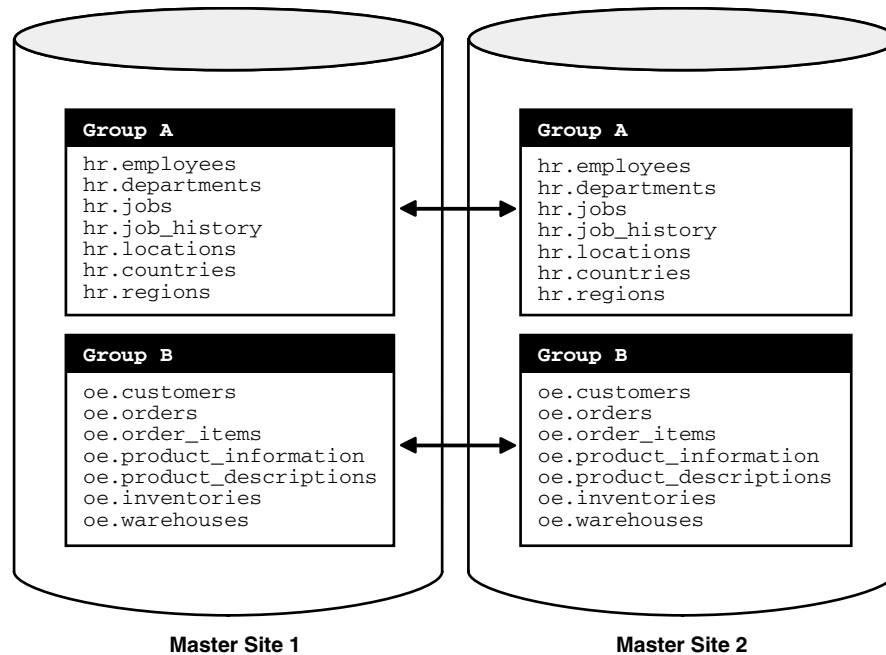 Group A
hr.employees
hr.departments
hr.jobs
hr.job_history
hr.locations
hr.countries
hr.regions
Group B
oe.customers
oe.orders
oe.order_items
oe.product_information
oe.product_descriptions
oe.inventories
oe.warehouses
Master Site 1
Group A
hr.employees
hr.departments
hr.jobs
hr.job_history
hr.locations
hr.countries
hr.regions
Group B
oe.customers
oe.orders
oe.order_items
oe.product_information
oe.product_descriptions
oe.inventories
oe.warehouses
Master Site 2